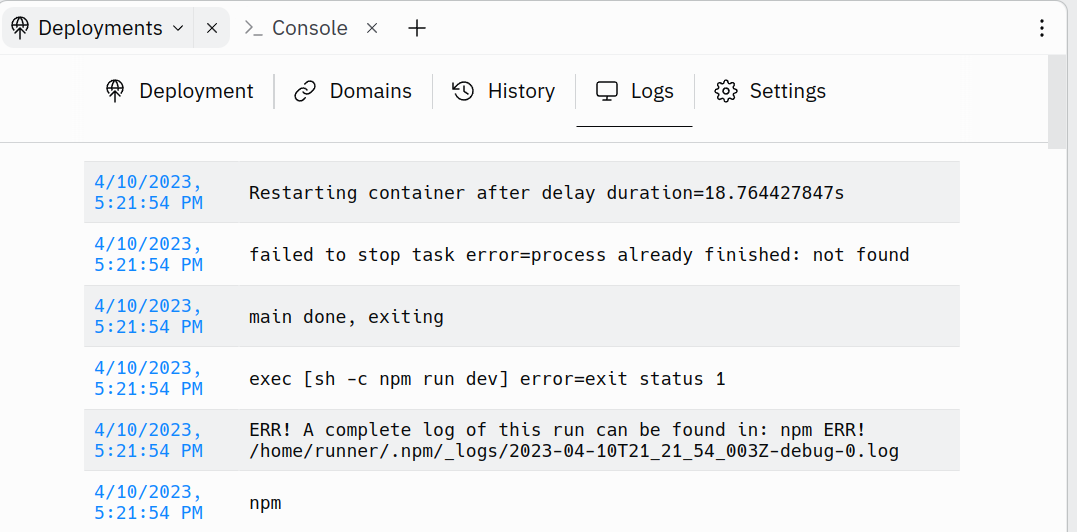 Deployments
Console
Deployment
Domains
History
Logs
Settings
4/10/2023,
5:21:54 PM
Restarting container after delay duration=18.764427847s
4/10/2023,
5:21:54 PM
failed to stop task error=process already finished: not found
4/10/2023,
5:21:54 PM
main done, exiting
4/10/2023,
5:21:54 PM
exec [sh -c npm run dev] error=exit status 1
4/10/2023,
5:21:54 PM
ERR! A complete log of this run can be found in: npm ERR!
/home/runner/.npm/_logs/2023-04-10T21_21_54_003Z-debug-0.log
4/10/2023,
5:21:54 PM
npm